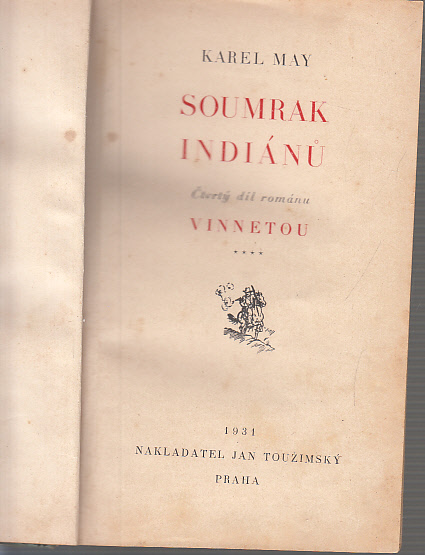 KAREL MAY
SOUMRAK
INDIÁNŮ
Čtvrtý díl románu
VINNETOU
****
1931
NAKLADATEL JAN TOUŽIMSKÝ
PRAHA